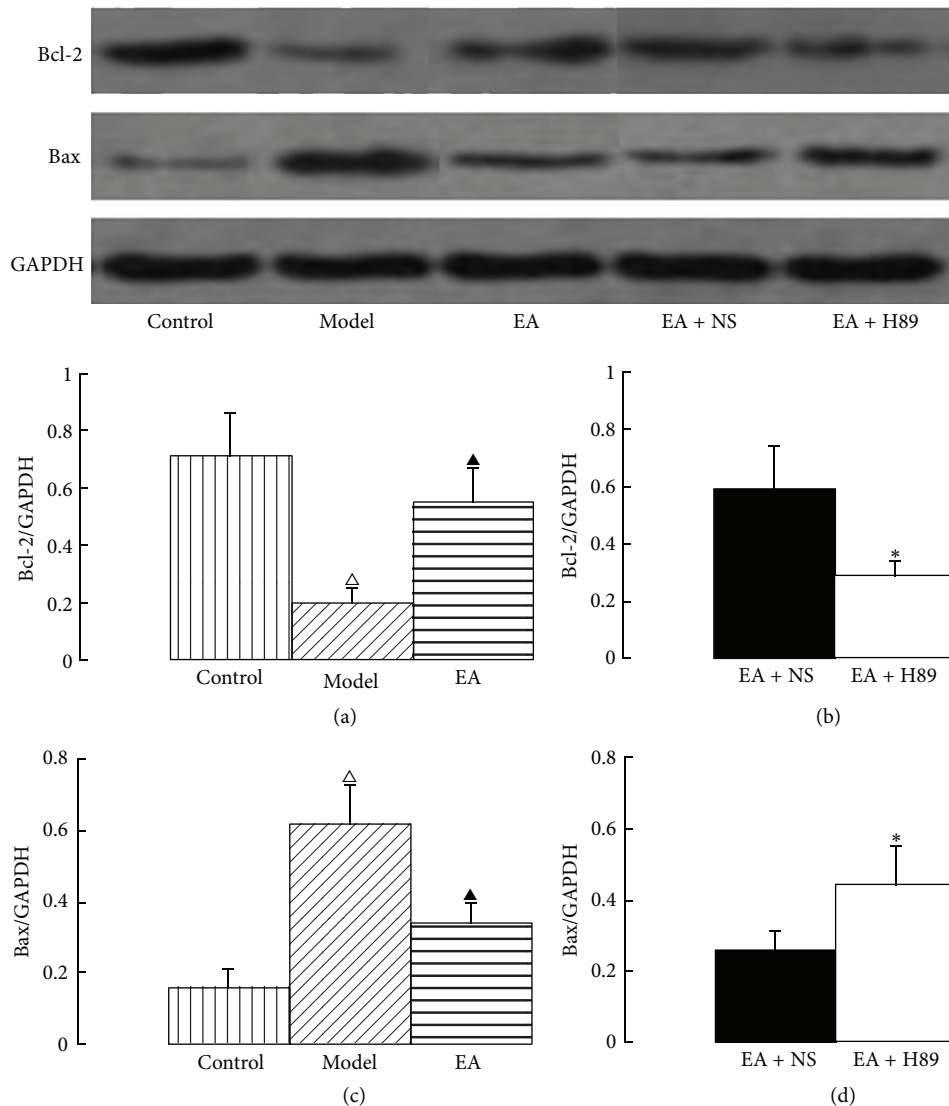 Bcl-2
Bax
GAPDH
Control Model EA EA + NS EA + H89
1
0.8
0.6
0.4
0.2
0
Bcl-2/GAPDH
Control Model EA
(a)
1
0.8
0.6
0.4
0.2
0
Bcl-2/GAPDH
*
EA + NS EA + H89
(b)
0.8
0.6
0.4
0.2
0
Bax/GAPDH
Control Model EA
(c)
0.8
0.6
0.4
0.2
0
Bax/GAPDH
*
EA + NS EA + H89
(d)